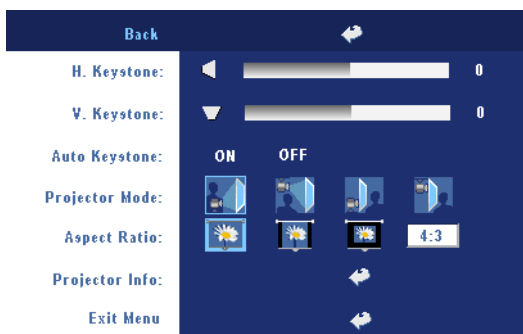 Back
H. Keystone: 0
V. Keystone: 0
Auto Keystone: ON OFF
Projector Mode:
Aspect Ratio: 4:3
Projector Info:
Exit Menu